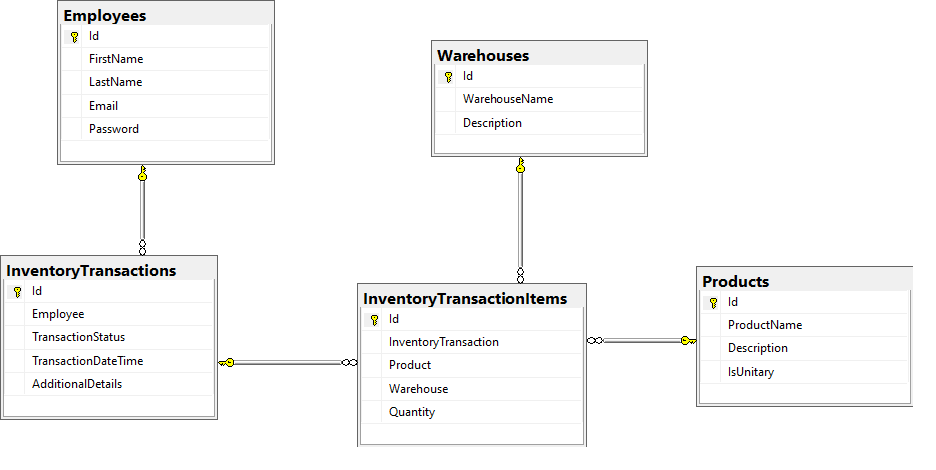 Employees
Id
FirstName
LastName
Email
Password
Warehouses
Id
WarehouseName
Description
InventoryTransactions
Id
Employee
TransactionStatus
TransactionDateTime
AdditionalDetails
InventoryTransactionItems
Id
InventoryTransaction
Product
Warehouse
Quantity
Products
Id
ProductName
Description
IsUnitary